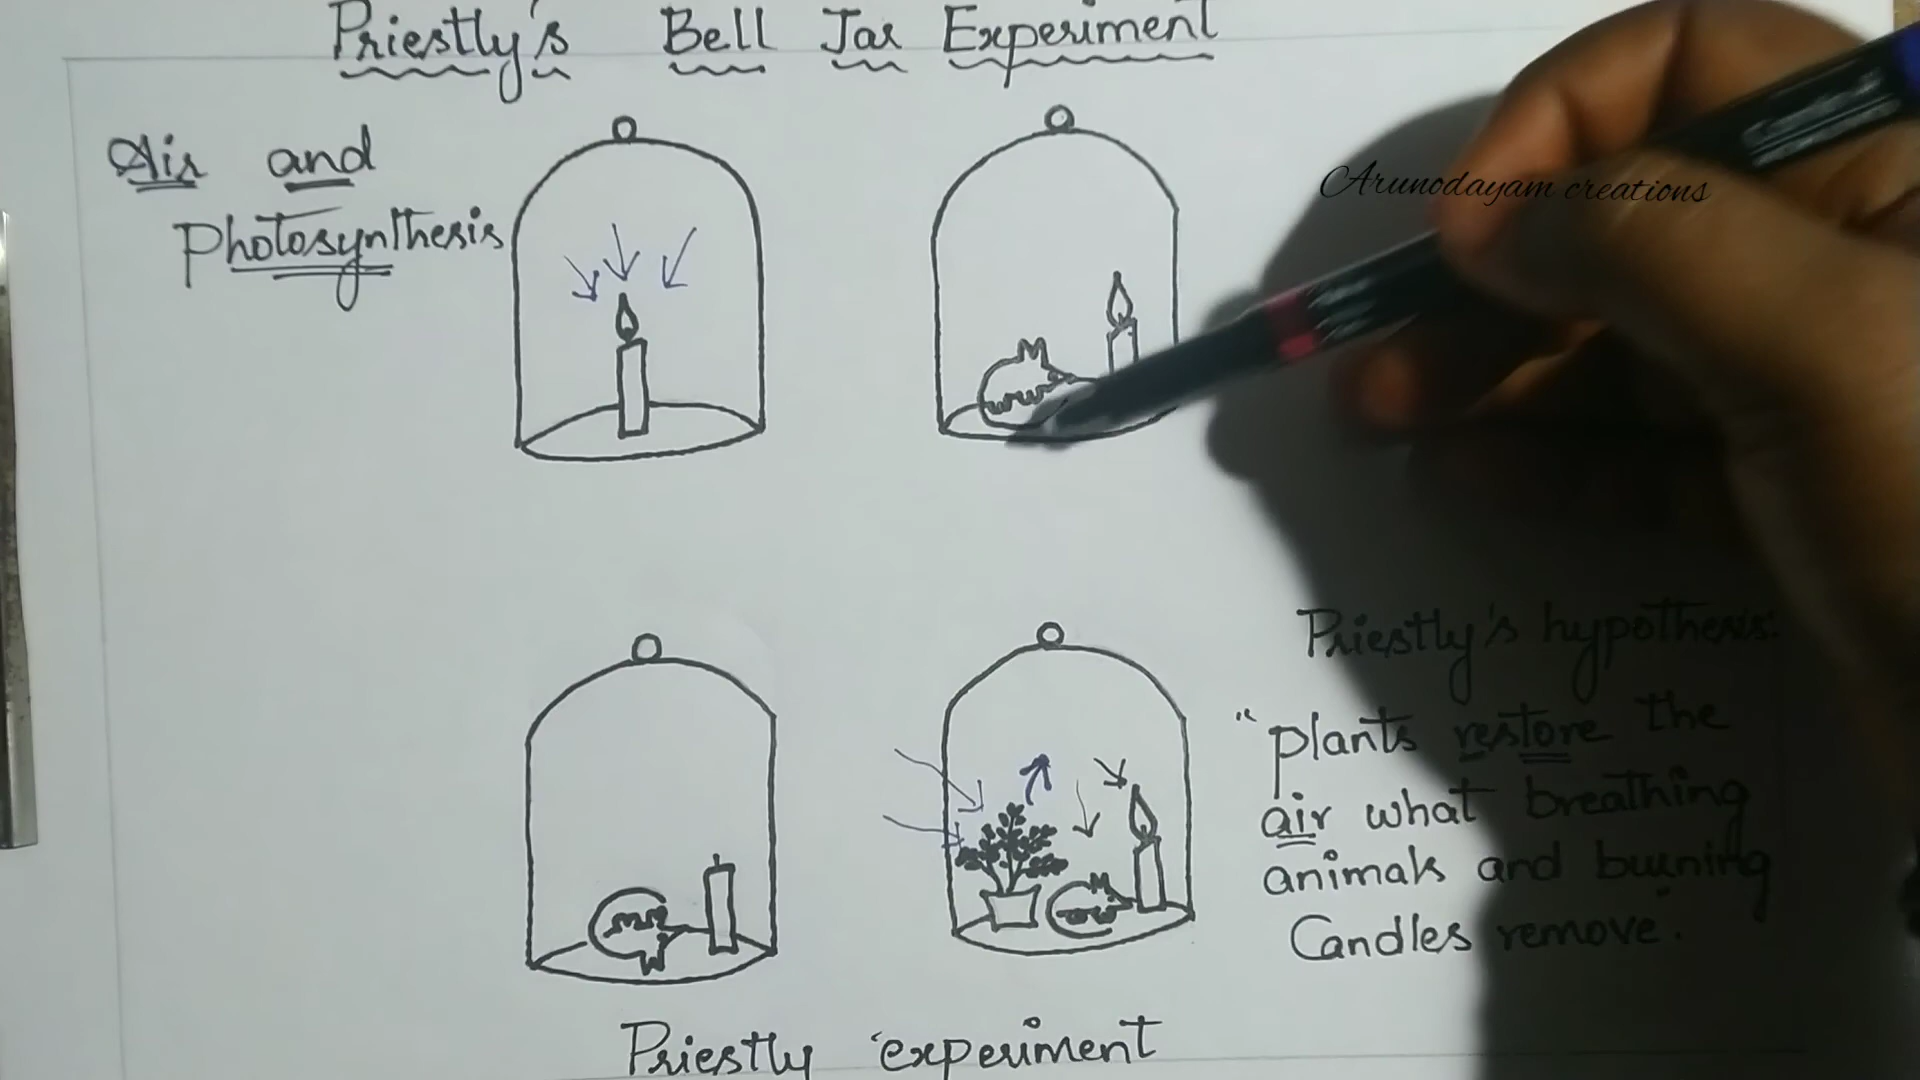 Priestly's Bell Jar Experiment
Air and
Photosynthesis
Arunodayam creations
Priestly's hypothesis:
"plants restore the
air what breathing
animals and burning
Candles remove".
Priestly experiment